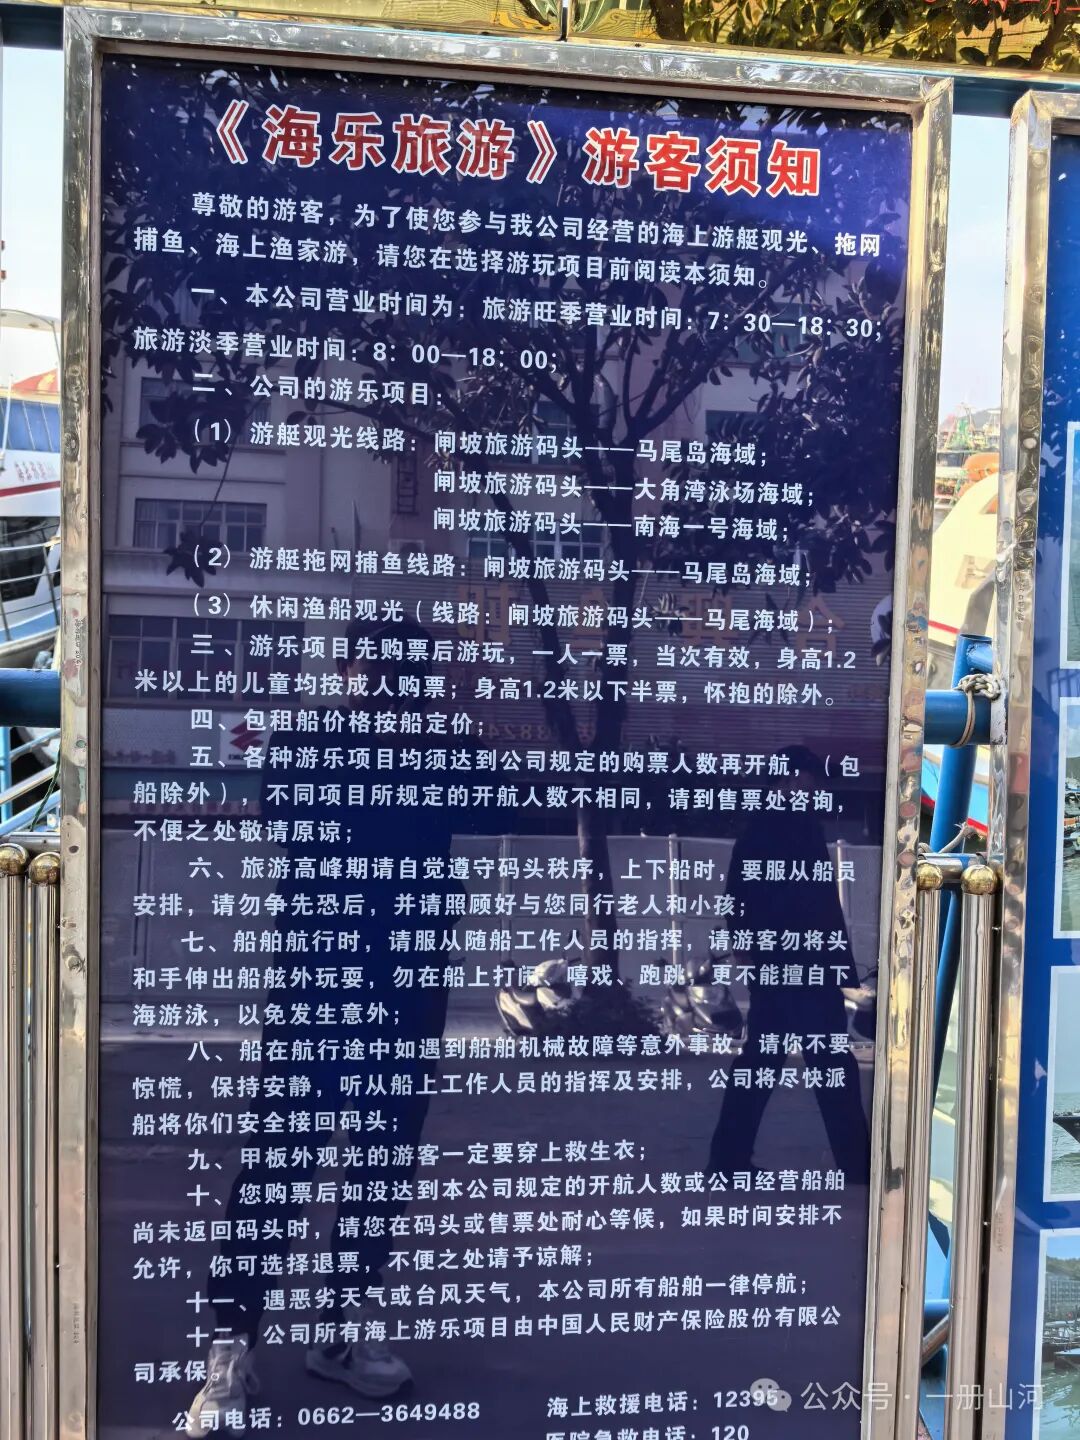 《海乐旅游》游客须知
尊敬的游客，为了使您参与我公司经营的海上游艇观光、拖网
捕鱼、海上渔家游，请您在选择游玩项目前阅读本须知。
一、本公司营业时间为：旅游旺季营业时间：7：30—18：30；
旅游淡季营业时间：8：00—18：00；
二、公司的游乐项目：
（1）游艇观光线路：闸坡旅游码头——马尾岛海域；
闸坡旅游码头——大角湾泳场海域；
闸坡旅游码头——南海一号海域；
（2）游艇拖网捕鱼线路：闸坡旅游码头——马尾岛海域；
（3）休闲渔船观光（线路：闸坡旅游码头——马尾海域）；
三、游乐项目先购票后游玩，一人一票，当次有效，身高1.2
米以上的儿童均按成人购票；身高1.2米以下半票，怀抱的除外。
四、包租船价格按船定价；
五、各种游乐项目均须达到公司规定的购票人数再开航，（包
船除外），不同项目所规定的开航人数不相同，请到售票处咨询，
不便之处敬请原谅；
六、旅游高峰期请自觉遵守码头秩序，上下船时，要服从船员
安排，请勿争先恐后，并请照顾好与您同行老人和小孩；
七、船舶航行时，请服从随船工作人员的指挥，请游客勿将头
和手伸出船舷外玩耍，勿在船上打闹、嘻戏、跑跳，更不能擅自下
海游泳，以免发生意外；
八、船在航行途中如遇到船舶机械故障等意外事故，请你不要
惊慌，保持安静，听从船上工作人员的指挥及安排，公司将尽快派
船将你们安全接回码头；
九、甲板外观光的游客一定要穿上救生衣；
十、您购票后如没达到本公司规定的开航人数或公司经营船舶
尚未返回码头时，请您在码头或售票处耐心等候，如果时间安排不
允许，你可选择退票，不便之处请予谅解；
十一、遇恶劣天气或台风天气，本公司所有船舶一律停航；
十二、公司所有海上游乐项目由中国人民财产保险股份有限公
司承保。
公司电话：0662—3649488
海上救援电话：12395
医院急救电话：120
公众号·一册山河